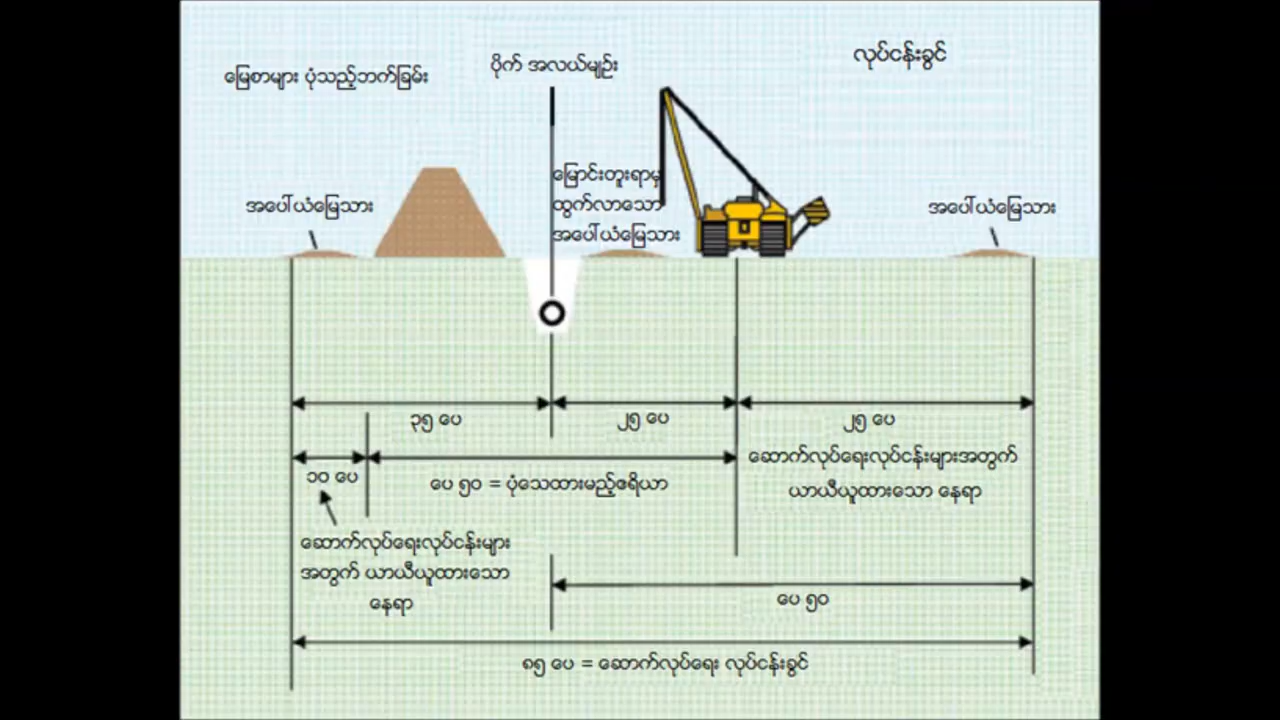 မြေစာများ ပုံသည့်ဘက်ခြမ်း
ပိုက် အလယ်မျဉ်း
လုပ်ငန်းခွင်
မြောင်းတူးရာမှ
ထွက်လာသော
အပေါ်ယံမြေသား
အပေါ်ယံမြေသား
အပေါ်ယံမြေသား
၃၅ ပေ
၂၅ ပေ
၂၅ ပေ
ဆောက်လုပ်ရေးလုပ်ငန်းများအတွက်
ယာယီယူထားသော နေရာ
၁၀ ပေ
ပေ ၅၀ = ပုံသေထားမည့်ဧရိယာ
ဆောက်လုပ်ရေးလုပ်ငန်းများ
အတွက် ယာယီယူထားသော
နေရာ
ပေ ၅၀
၈၅ ပေ = ဆောက်လုပ်ရေး လုပ်ငန်းခွင်